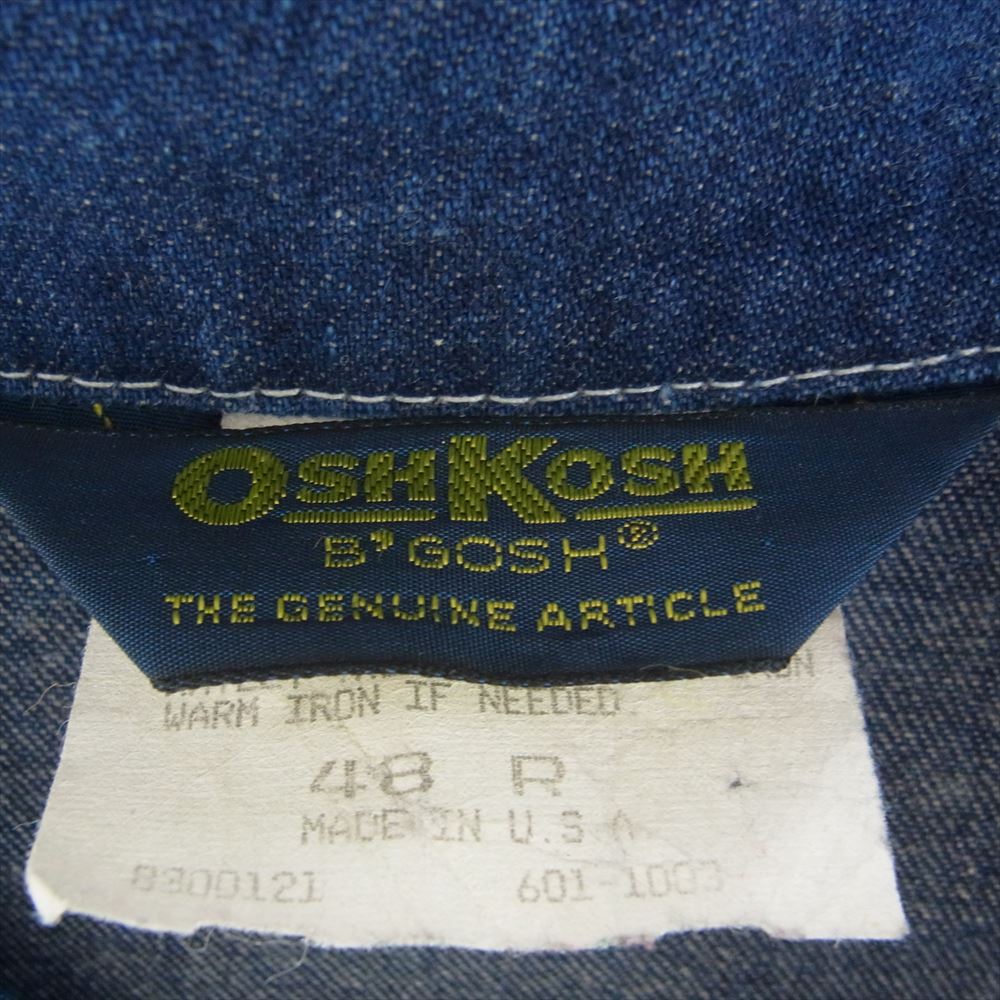 OSHKOSH
B'GOSH®
THE GENUINE ARTICLE
WARM IRON IF NEEDED
48 R
MADE IN U.S.A
8300121 601-1003